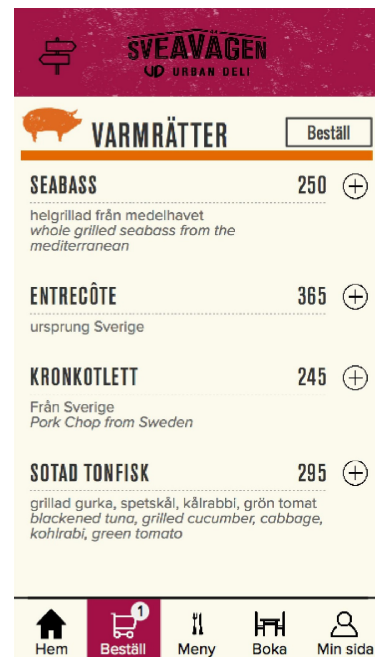 SVEAVÄGEN
UD URBAN DELI
VARMRÄTTER
Beställ
SEABASS 250
helgrillad från medelhavet
whole grilled seabass from the
mediterranean
ENTRECÔTE 365
ursprung Sverige
KRONKOTLETT 245
Från Sverige
Pork Chop from Sweden
SOTAD TONFISK 295
grillad gurka, spetskål, kålrabbi, grön tomat
blackened tuna, grilled cucumber, cabbage,
kohlrabi, green tomato
1
Hem Beställ Meny Boka Min sida